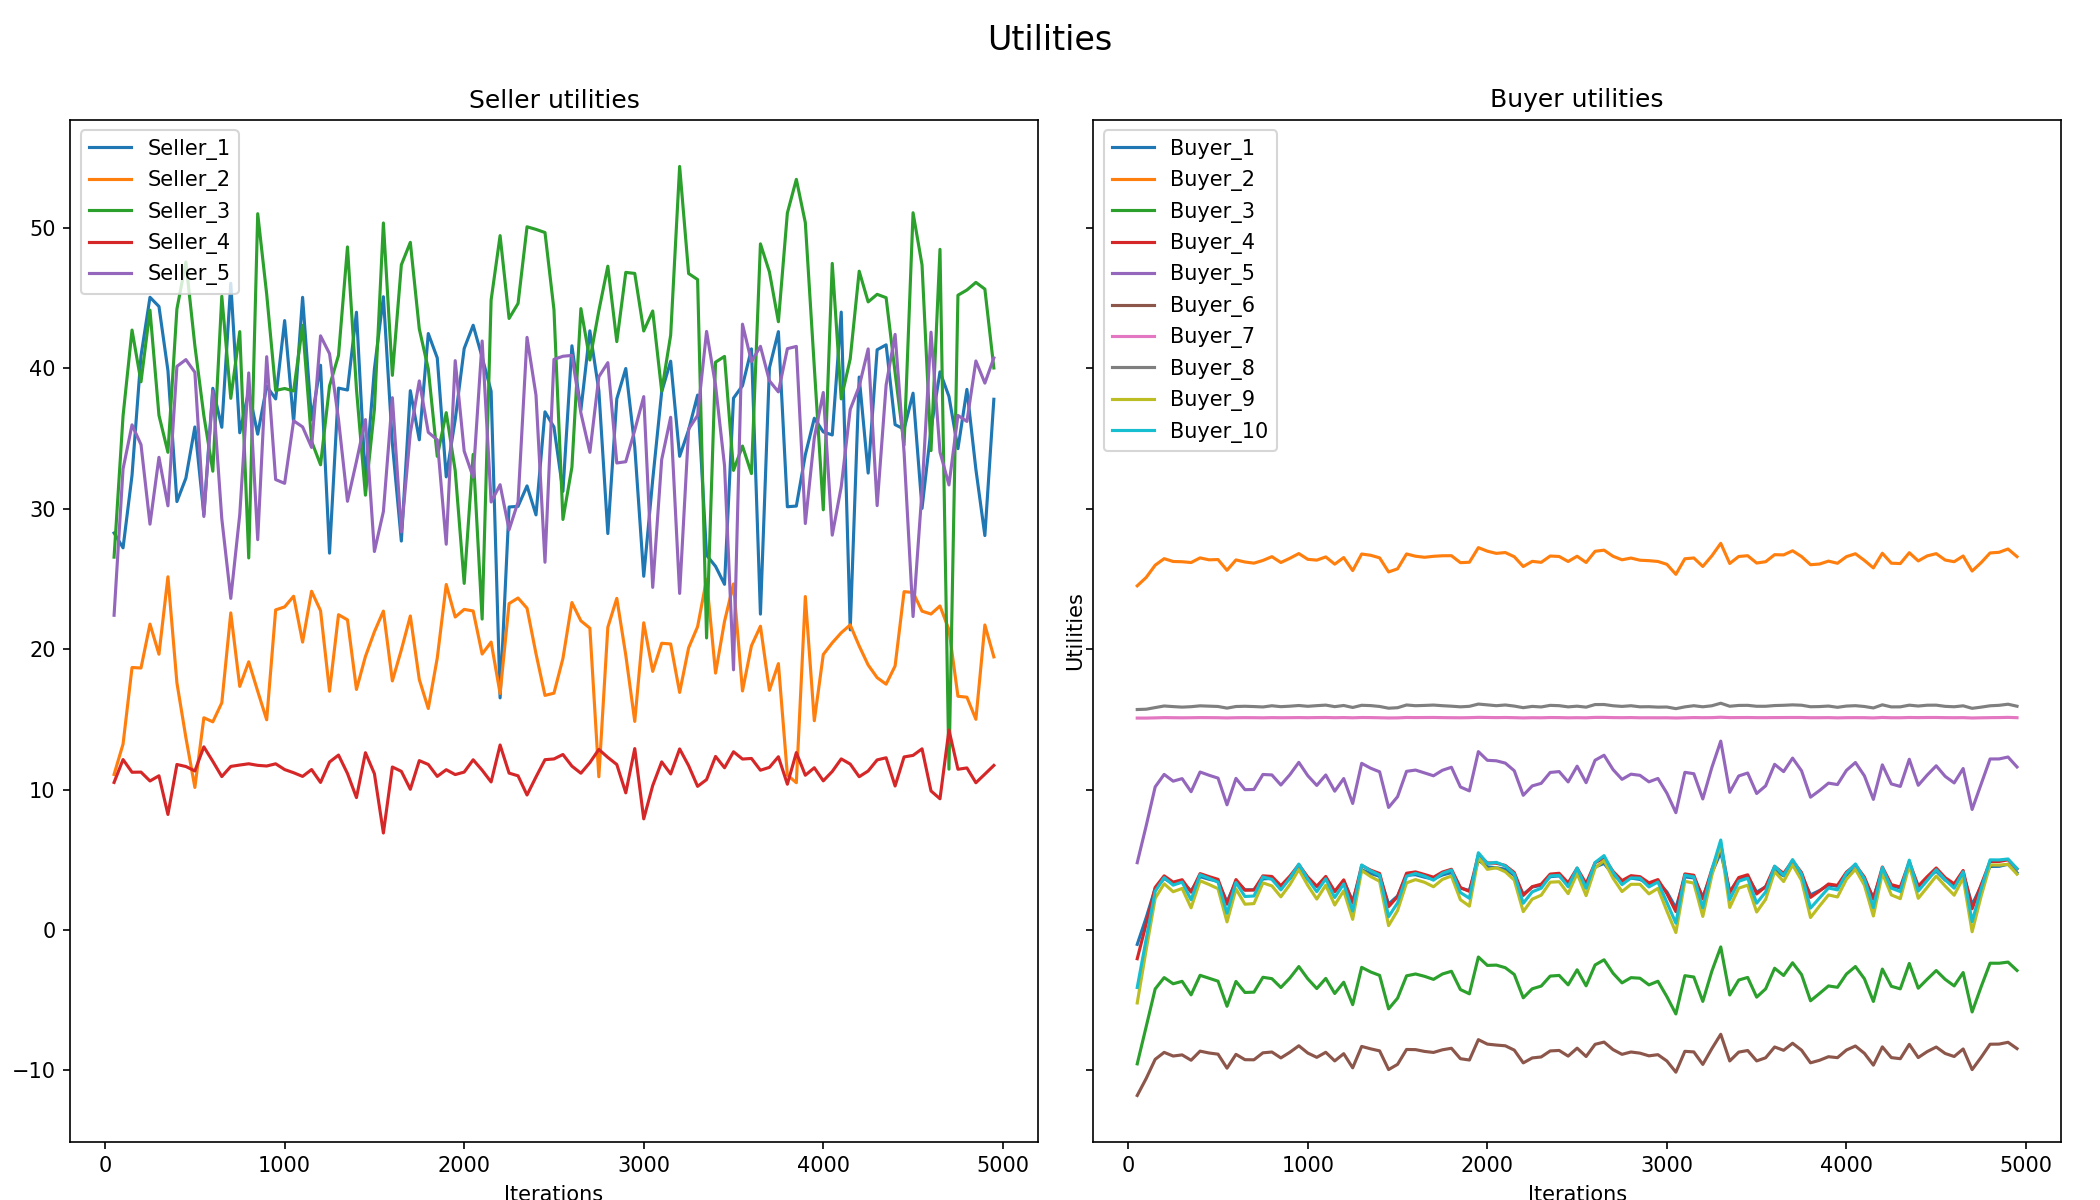 Utilities
Seller utilities
Seller_1
Seller_2
Seller_3
Seller_4
Seller_5
50
40
30
20
10
0
−10
0 1000 2000 3000 4000 5000
Iterations
Buyer utilities
Buyer_1
Buyer_2
Buyer_3
Buyer_4
Buyer_5
Buyer_6
Buyer_7
Buyer_8
Buyer_9
Buyer_10
Utilities
0 1000 2000 3000 4000 5000
Iterations